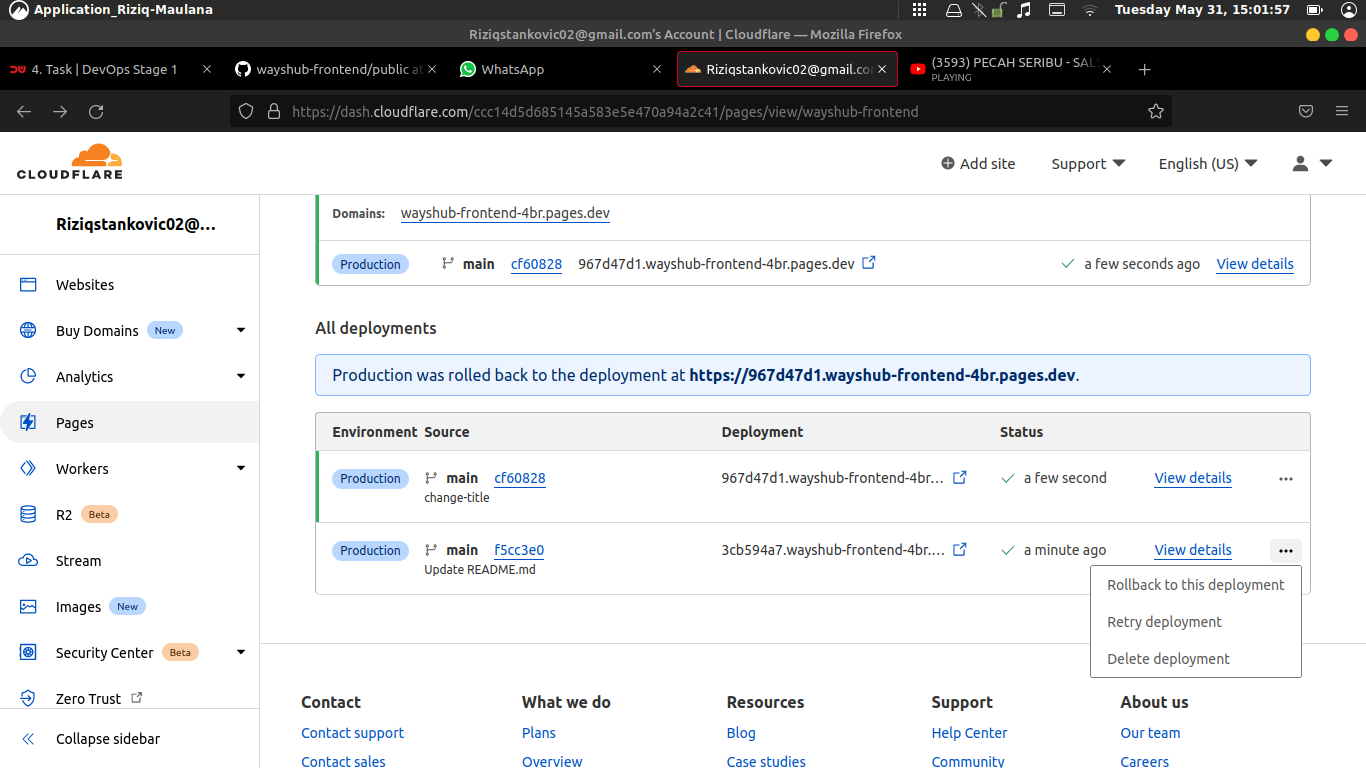 Application_Riziq-Maulana
Tuesday May 31, 15:01:57
Riziqstankovic02@gmail.com's Account | Cloudflare — Mozilla Firefox
4. Task | DevOps Stage 1
wayshub-frontend/public at
WhatsApp
Riziqstankovic02@gmail.co
(3593) PECAH SERIBU - SALS
PLAYING
https://dash.cloudflare.com/ccc14d5d685145a583e5e470a94a2c41/pages/view/wayshub-frontend
CLOUDFLARE
Add site
Support
English (US)
Riziqstankovic02@...
Websites
Buy Domains New
Analytics
Pages
Workers
R2 Beta
Stream
Images New
Security Center Beta
Zero Trust
Collapse sidebar
Domains: wayshub-frontend-4br.pages.dev
Production main cf60828 967d47d1.wayshub-frontend-4br.pages.dev a few seconds ago View details
All deployments
Production was rolled back to the deployment at https://967d47d1.wayshub-frontend-4br.pages.dev.
Environment Source Deployment Status
Production main cf60828 967d47d1.wayshub-frontend-4br... a few second View details ...
change-title
Production main f5cc3e0 3cb594a7.wayshub-frontend-4br.... a minute ago View details ...
Update README.md
Rollback to this deployment
Retry deployment
Delete deployment
Contact What we do Resources Support About us
Contact support Plans Blog Help Center Our team
Contact sales Overview Case studies Community Careers